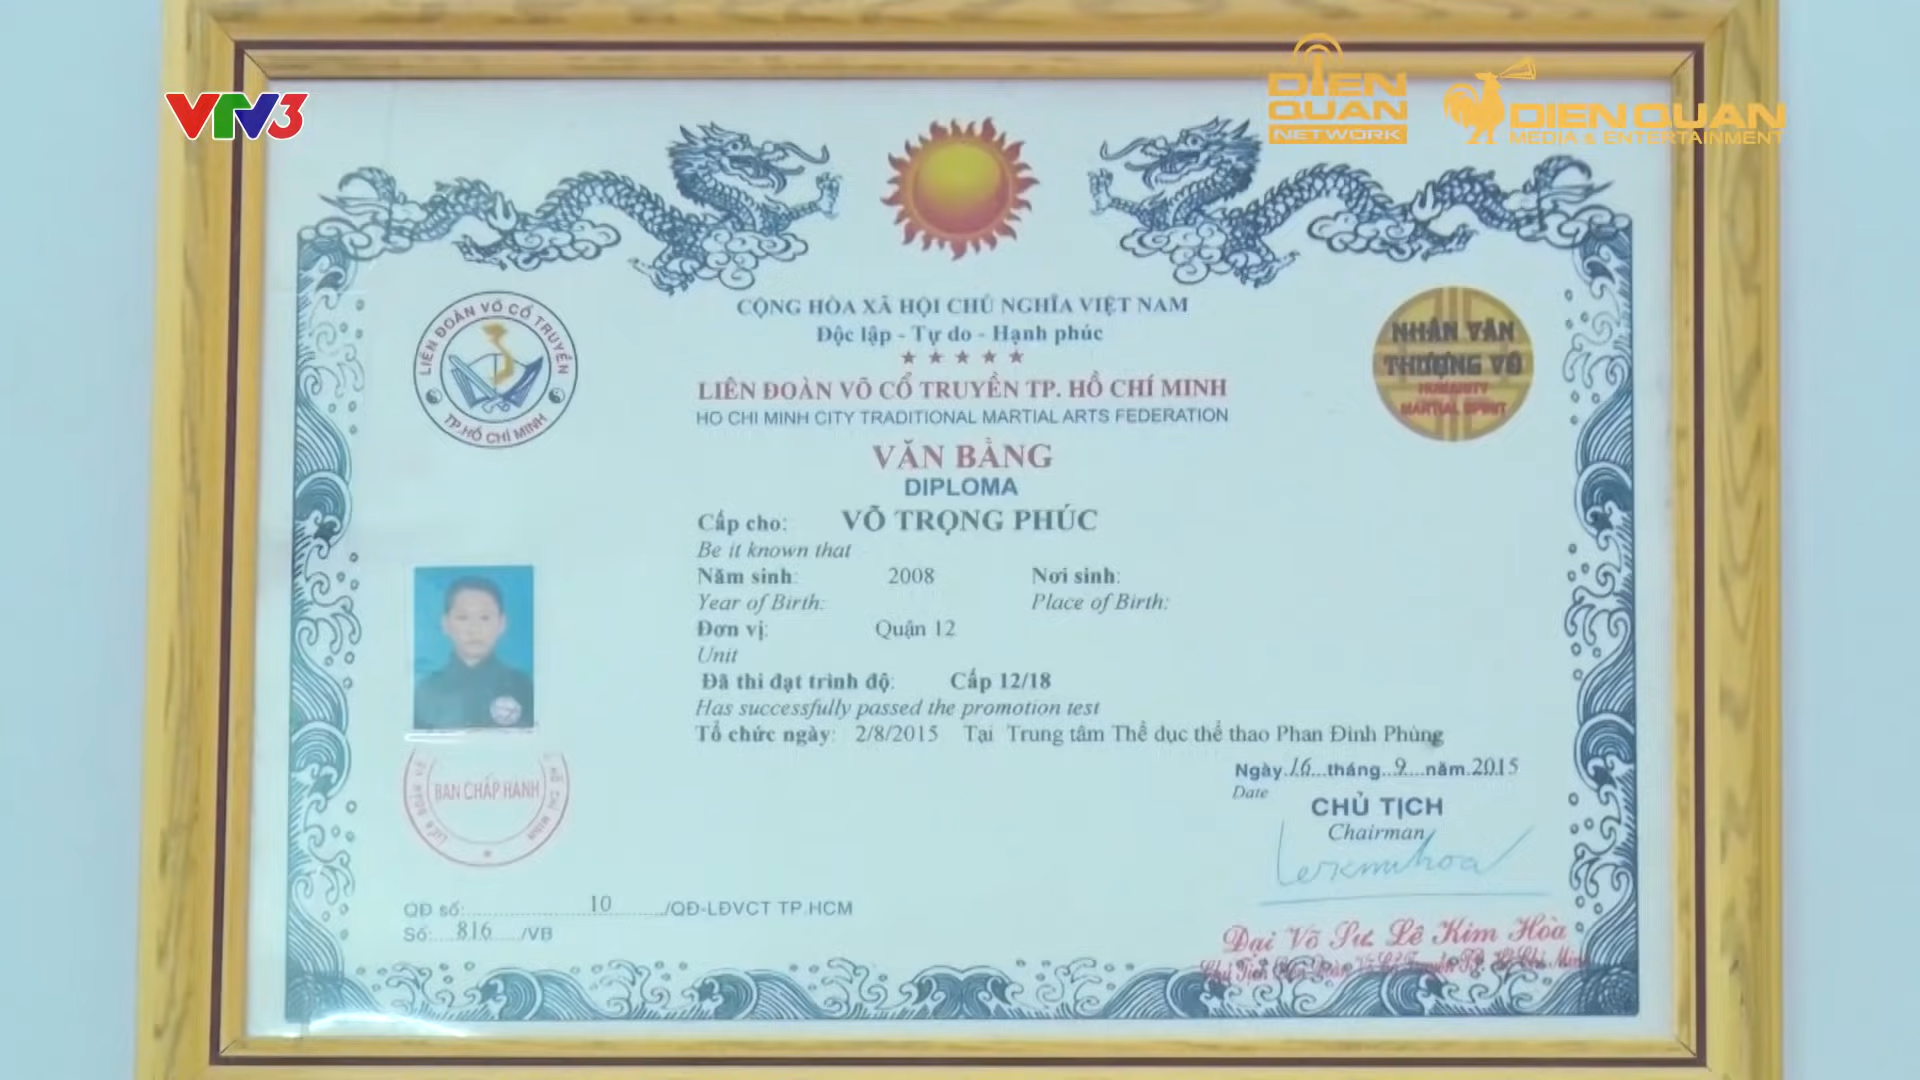 VTV3
DIEN QUAN NETWORK
DIEN QUAN
MEDIA & ENTERTAINMENT
CỘNG HÒA XÃ HỘI CHỦ NGHĨA VIỆT NAM
Độc lập - Tự do - Hạnh phúc
LIÊN ĐOÀN VÕ CỔ TRUYỀN
TP.HỒ CHÍ MINH
NHÂN VĂN
THƯỢNG VÕ
HUMANITY
MARTIAL SPIRIT
LIÊN ĐOÀN VÕ CỔ TRUYỀN TP. HỒ CHÍ MINH
HO CHI MINH CITY TRADITIONAL MARTIAL ARTS FEDERATION
VĂN BẰNG
DIPLOMA
Cấp cho: VÕ TRỌNG PHÚC
Be it known that
Năm sinh: 2008 Nơi sinh:
Year of Birth: Place of Birth:
Đơn vị: Quận 12
Unit
Đã thi đạt trình độ: Cấp 12/18
Has successfully passed the promotion test
Tổ chức ngày: 2/8/2015 Tại Trung tâm Thể dục thể thao Phan Đình Phùng
Ngày 16 tháng 9 năm 2015
Date
CHỦ TỊCH
Chairman
BAN CHẤP HÀNH
QĐ số: 10 /QĐ-LĐVCT TP.HCM
Số: 816 /VB
Đại Võ Sư. Lê Kim Hòa